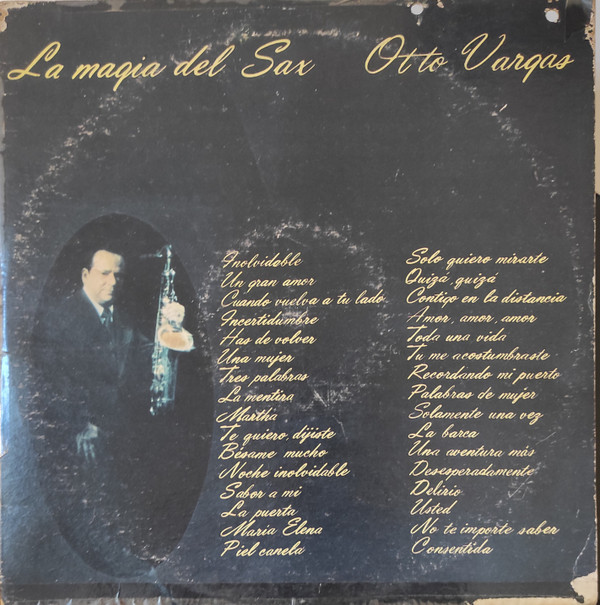 La magia del Sax Otto Vargas
Inolvidable
Un gran amor
Cuando vuelva a tu lado
Incertidumbre
Has de volver
Una mujer
Tres palabras
La mentira
Martha
Te quiero, dijiste
Bésame mucho
Noche inolvidable
Sabor a mi
La puerta
Maria Elena
Piel canela
Solo quiero mirarte
Quizá, quizá
Contigo en la distancia
Amor, amor, amor
Toda una vida
Tu me acostumbraste
Recordando mi puerto
Palabras de mujer
Solamente una vez
La barca
Una aventura más
Desesperadamente
Delirio
Usted
No te importe saber
Consentida